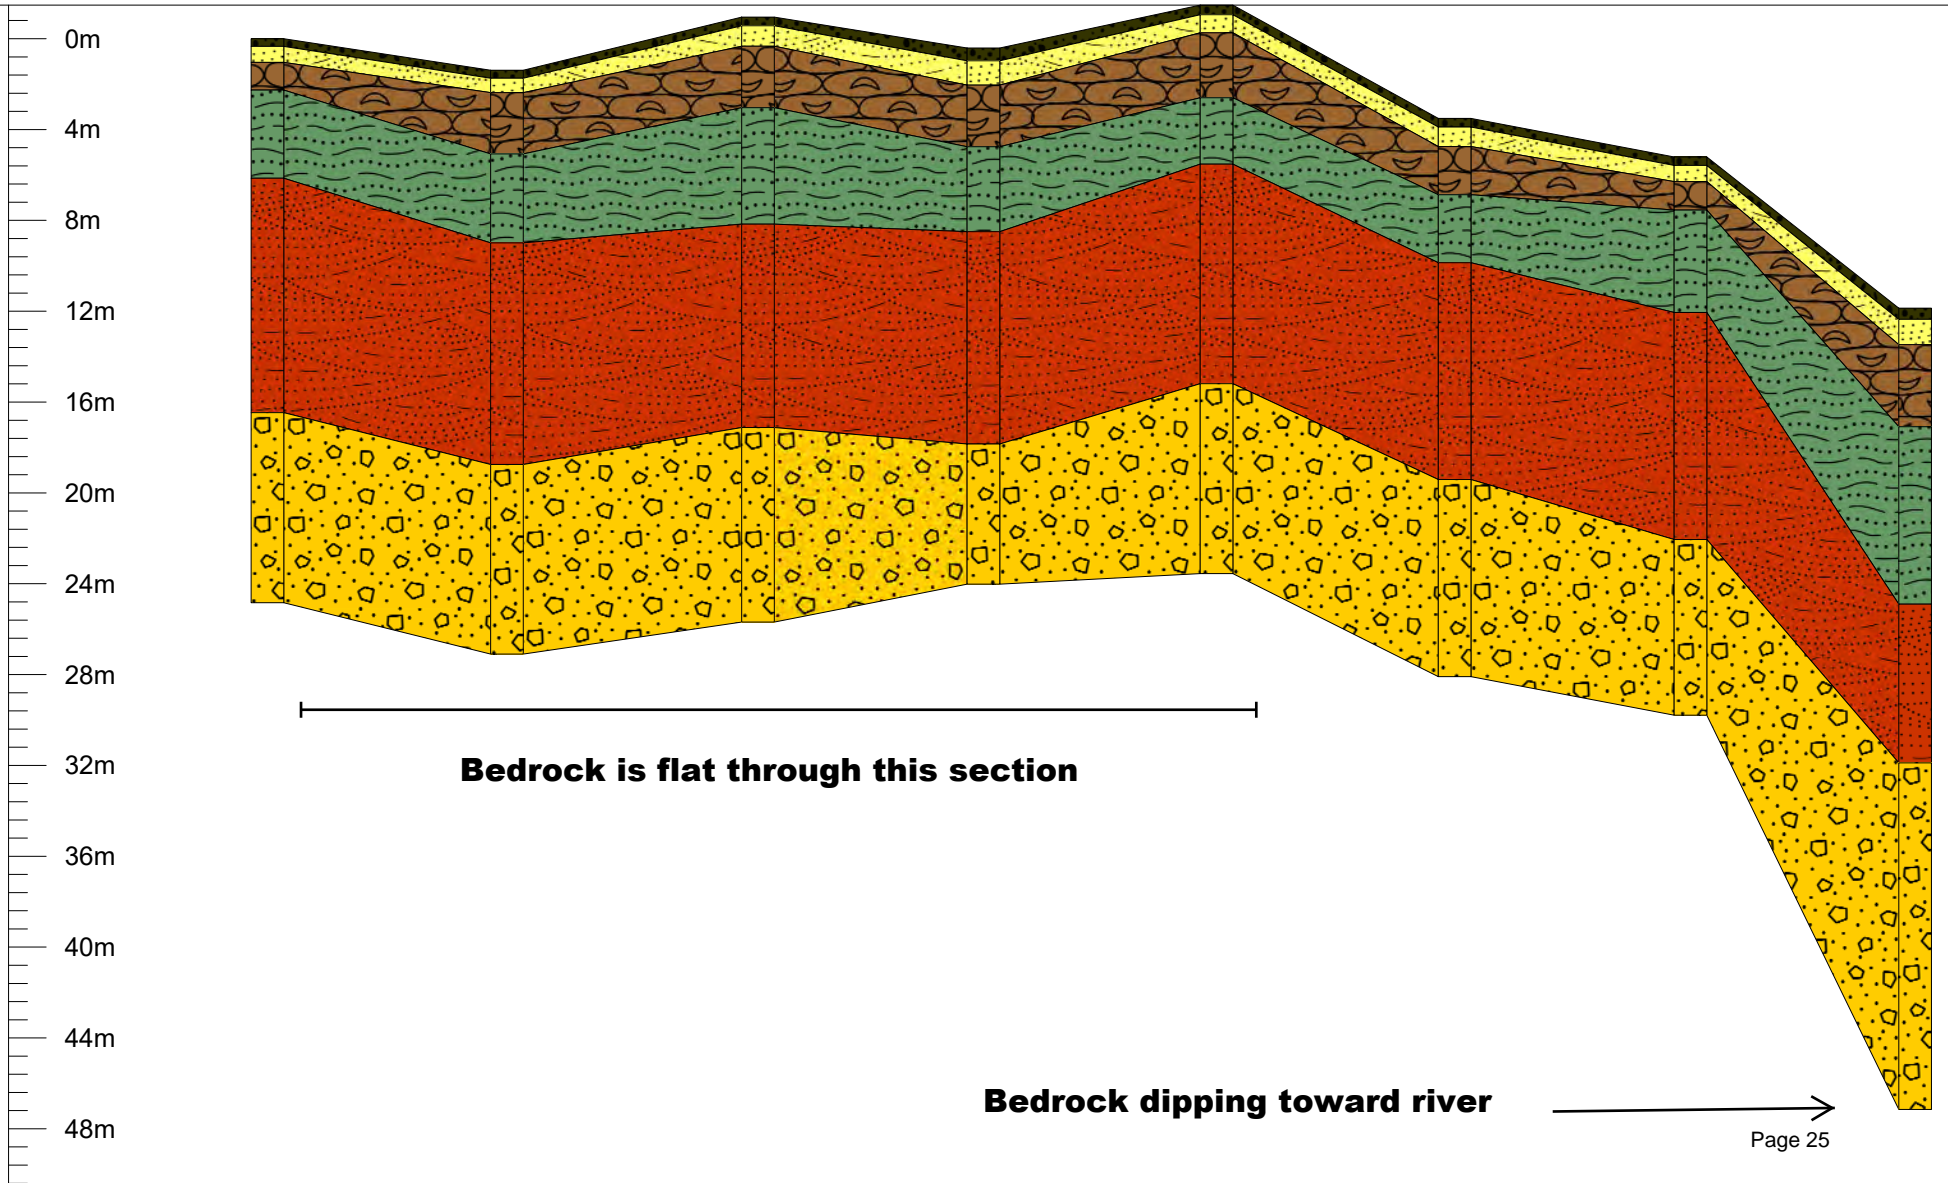 0m
4m
8m
12m
16m
20m
24m
28m
32m
36m
40m
44m
48m
Bedrock is flat through this section
Bedrock dipping toward river
Page 25